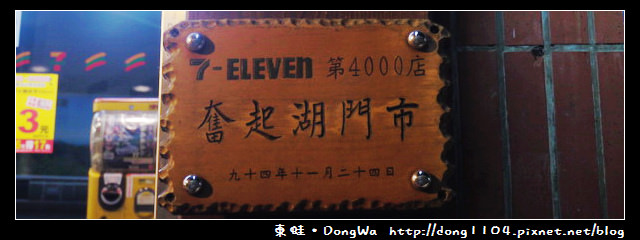 7-ELEVEN 第4000店
奮起湖門市
九十四年十一月二十四日
3元
東旺‧DongWa http://dong1104.pixnet.net/blog